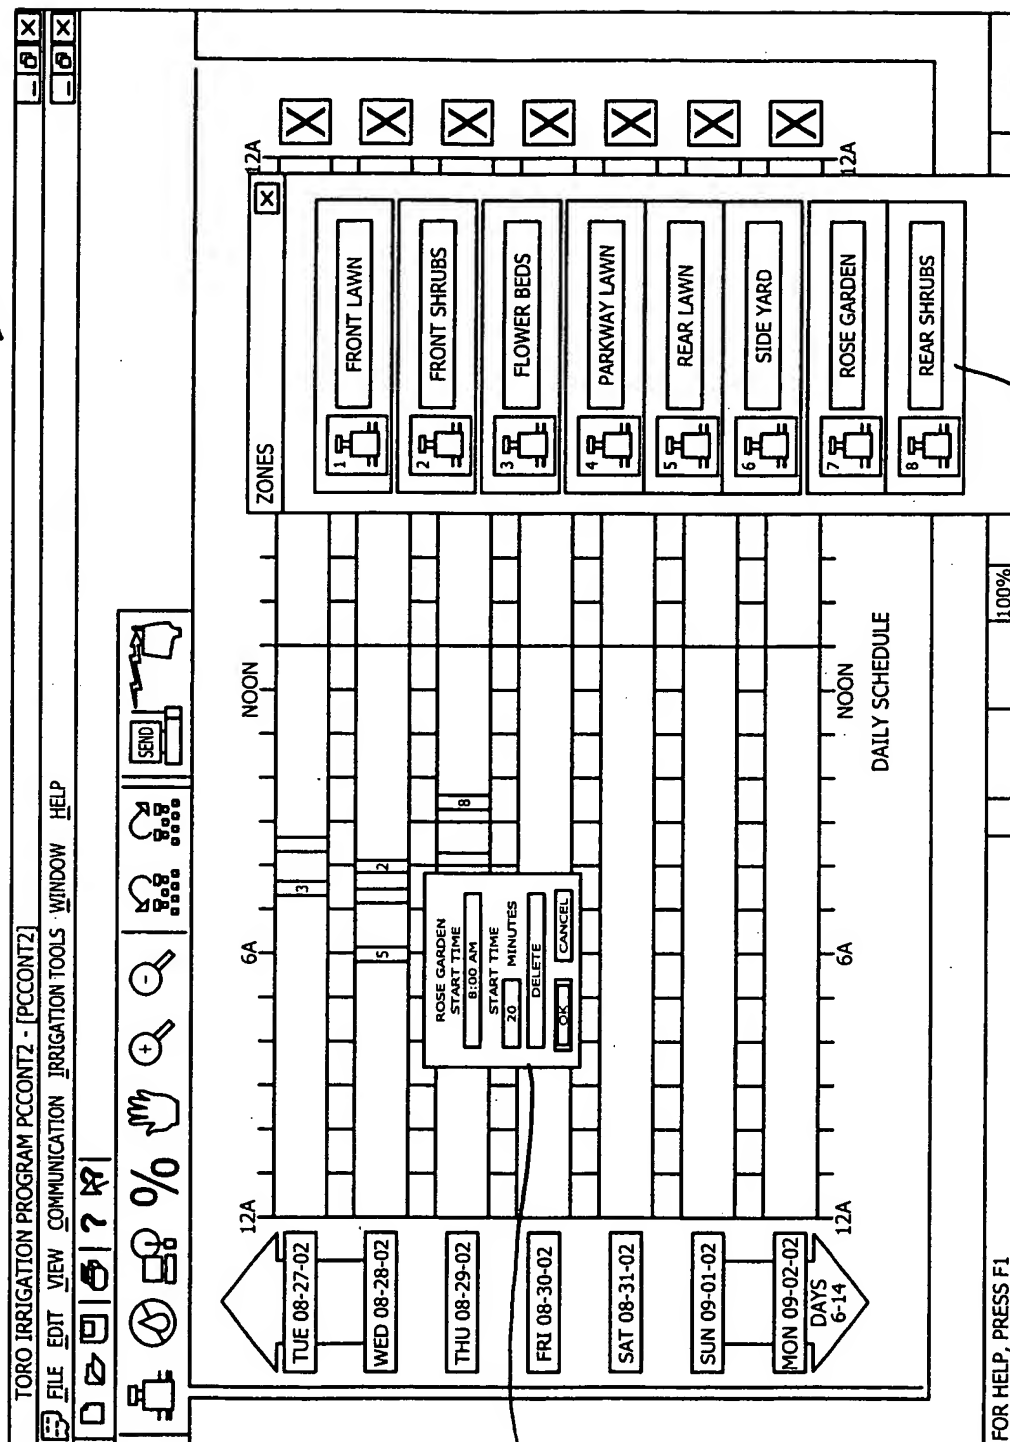 TORO IRRIGATION PROGRAM PCCONT2 - [PCCONT2]
FILE EDIT VIEW COMMUNICATION IRRIGATION TOOLS WINDOW HELP
?
%
SEND
12A 6A NOON 12A
TUE 08-27-02
3
WED 08-28-02
5
2
THU 08-29-02
8
FRI 08-30-02
SAT 08-31-02
SUN 09-01-02
MON 09-02-02
DAYS
6-14
12A 6A NOON 12A
DAILY SCHEDULE
ROSE GARDEN
START TIME
8:00 AM
START TIME
20 MINUTES
DELETE
OK CANCEL
ZONES
1 FRONT LAWN
2 FRONT SHRUBS
3 FLOWER BEDS
4 PARKWAY LAWN
5 REAR LAWN
6 SIDE YARD
7 ROSE GARDEN
8 REAR SHRUBS
FOR HELP, PRESS F1
100%